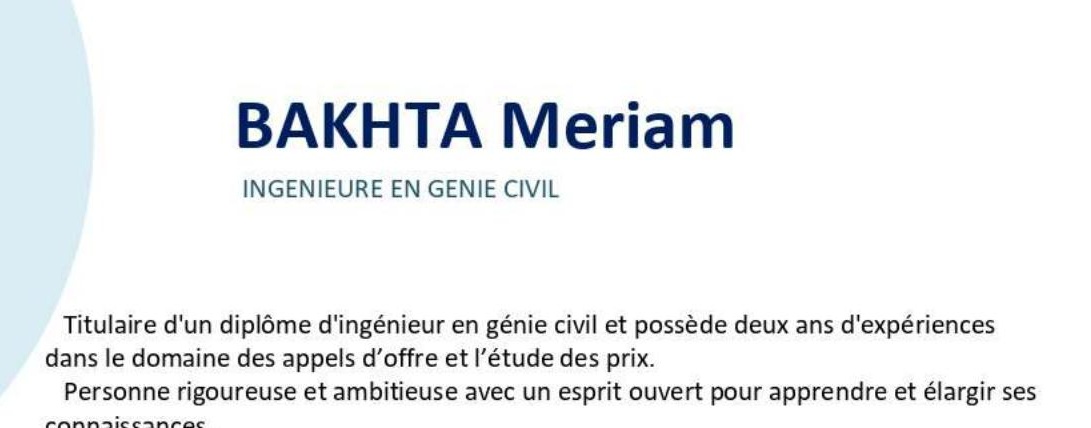 BAKHTA Meriam
INGENIEURE EN GENIE CIVIL
Titulaire d'un diplôme d'ingénieur en génie civil et possède deux ans d'expériences
dans le domaine des appels d’offre et l’étude des prix.
Personne rigoureuse et ambitieuse avec un esprit ouvert pour apprendre et élargir ses
connaissances